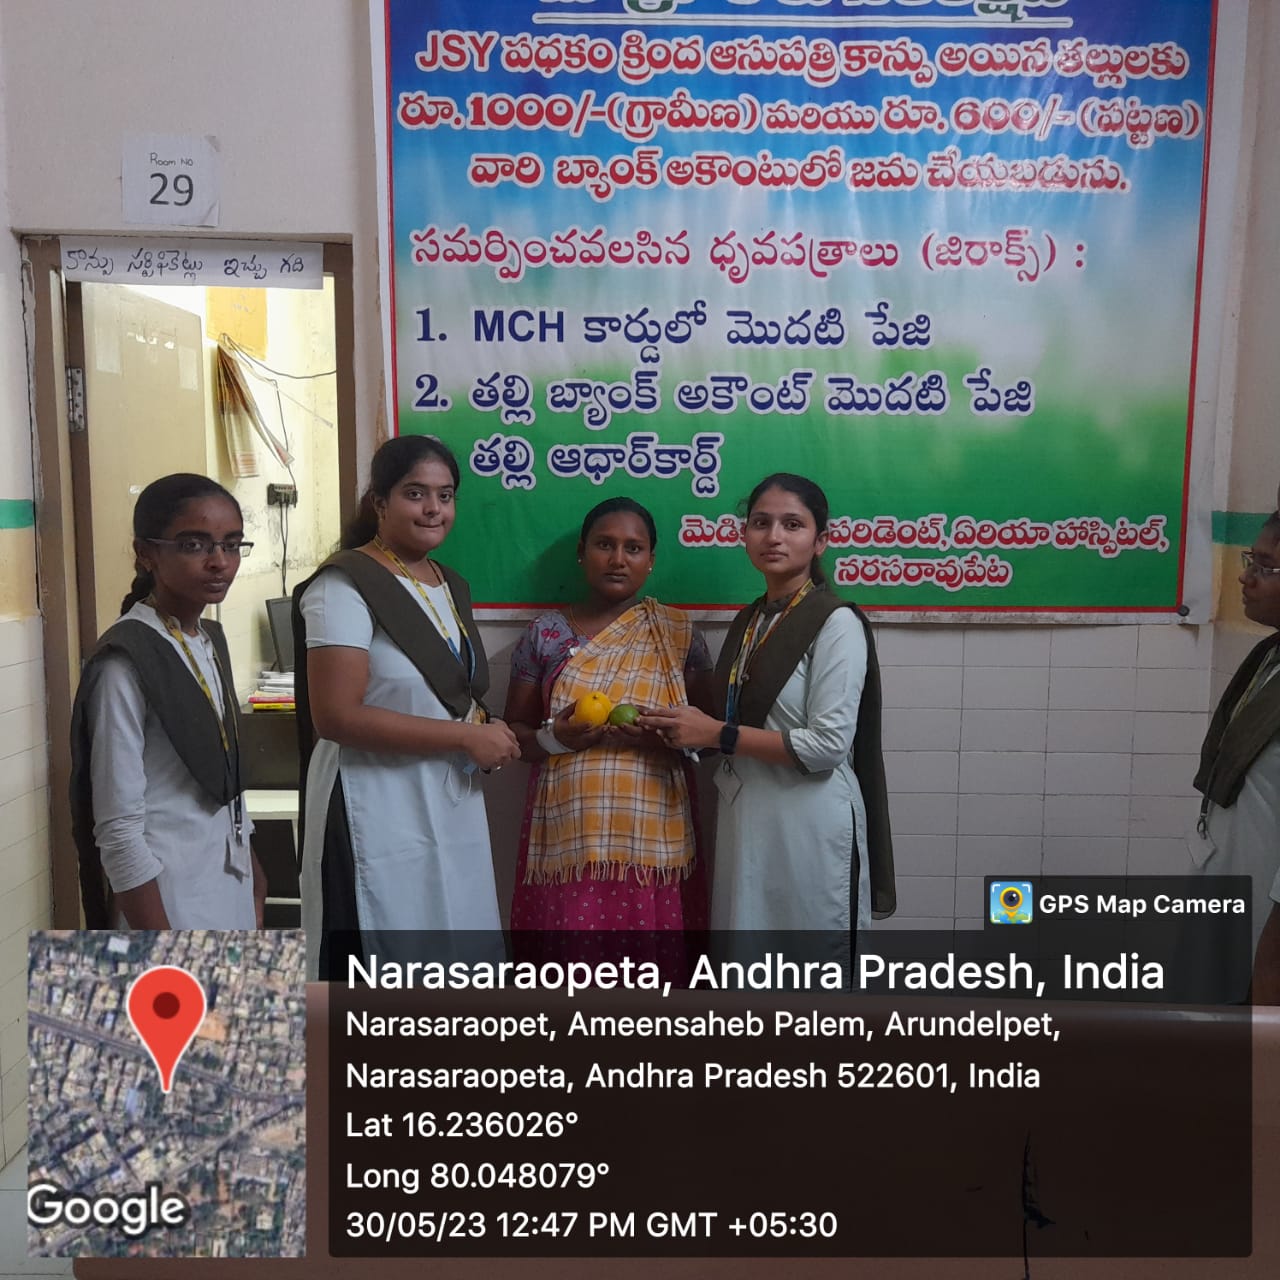 JSY పధకం క్రింద ఆసుపత్రి కాన్పు అయిన తల్లులకు
రూ.1000/-(గ్రామీణ) మరియు రూ. 600/-(పట్టణ)
వారి బ్యాంక్ అకౌంటులో జమ చేయబడును.
సమర్పించవలసిన ధృవపత్రాలు (జిరాక్స్) :
1. MCH కార్డులో మొదటి పేజి
2. తల్లి బ్యాంక్ అకౌంట్ మొదటి పేజి
తల్లి ఆధార్‌కార్డ్
పరిడెంట్, ఏరియా హాస్పిటల్,
నరసరావుపేట
Room NO
29
కాన్పు సర్టిఫికెట్లు ఇచ్చు గది
GPS Map Camera
Narasaraopeta, Andhra Pradesh, India
Narasaraopet, Ameensaheb Palem, Arundelpet,
Narasaraopeta, Andhra Pradesh 522601, India
Lat 16.236026°
Long 80.048079°
30/05/23 12:47 PM GMT +05:30
Google